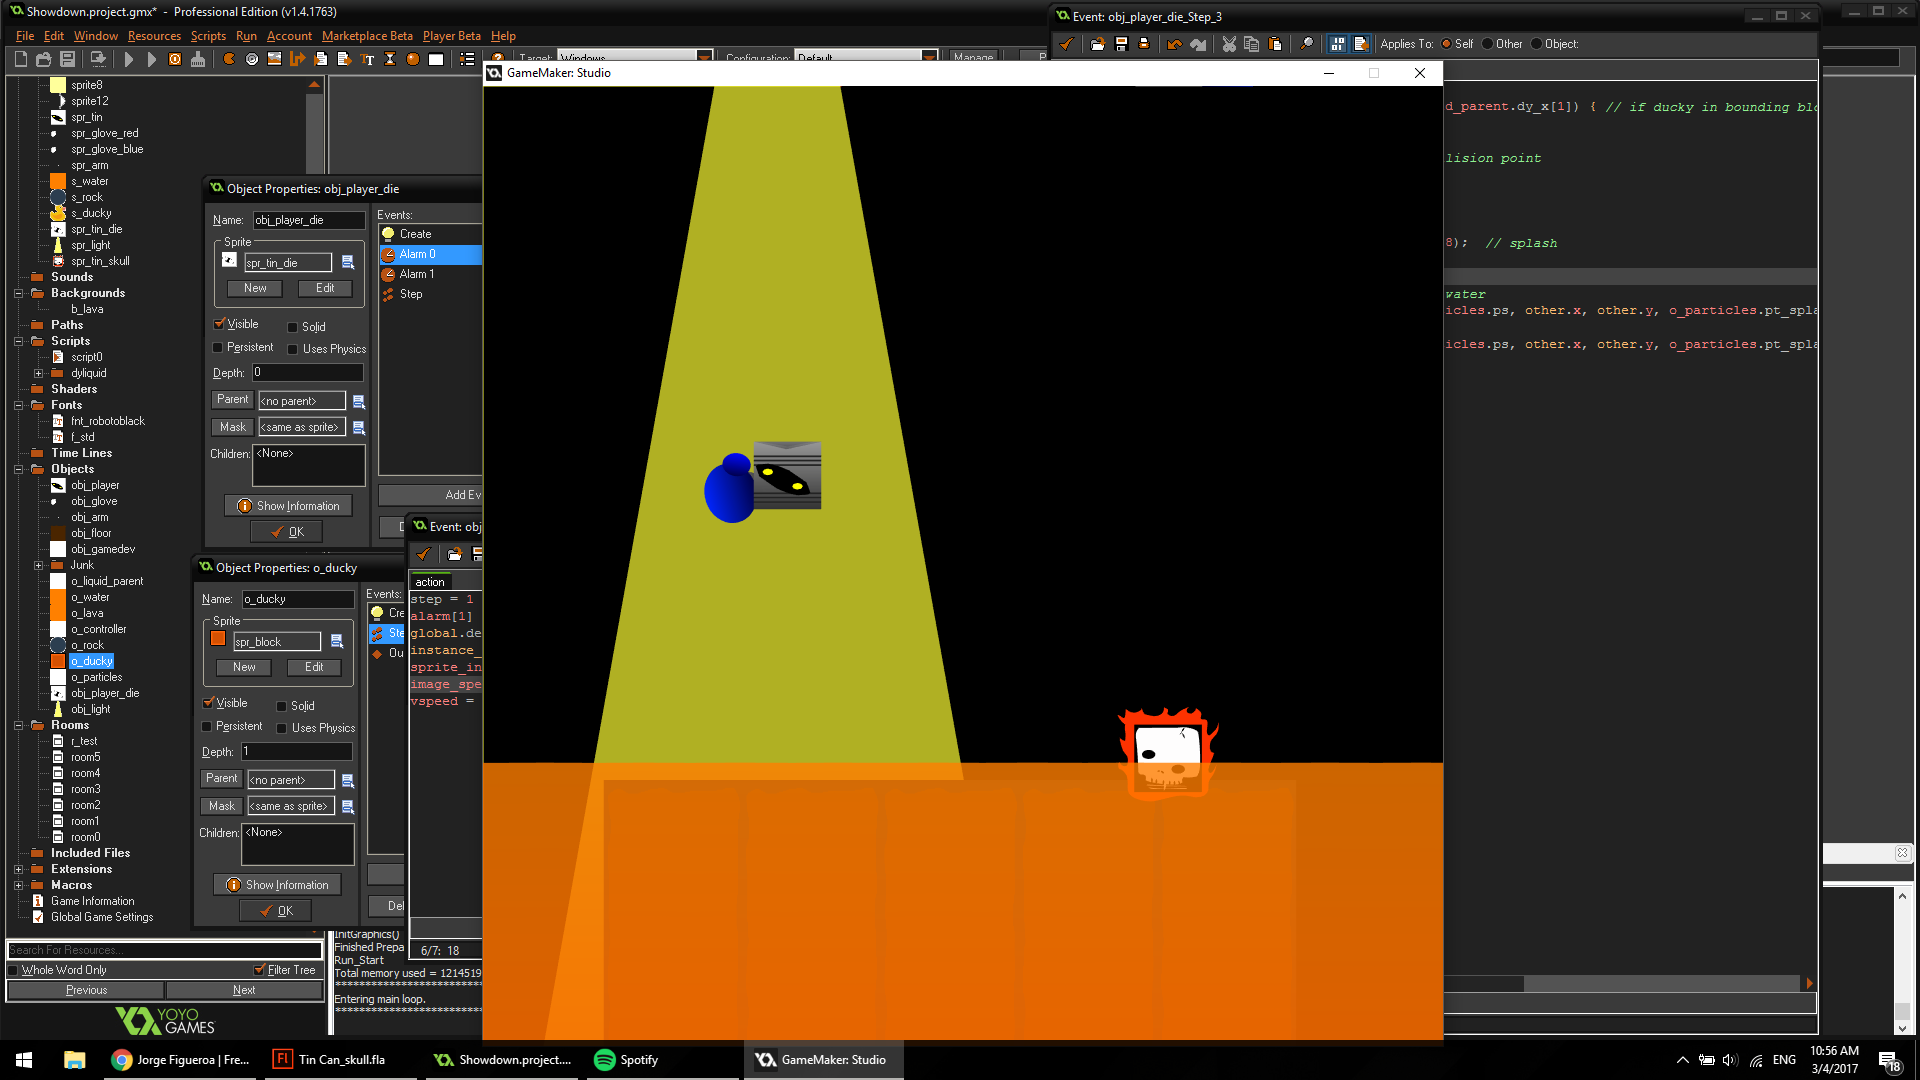 Showdown.project.gmx* - Professional Edition (v1.4.1763)
File Edit Window Resources Scripts Run Account Marketplace Beta Player Beta Help
Target: Windows
Configuration: Default
Manage
sprite8
sprite12
spr_tin
spr_glove_red
spr_glove_blue
spr_arm
s_water
s_rock
s_ducky
spr_tin_die
spr_light
spr_tin_skull
Sounds
Backgrounds
b_lava
Paths
Scripts
script0
dyliquid
Shaders
Fonts
fnt_robotoblack
f_std
Time Lines
Objects
obj_player
obj_glove
obj_arm
obj_floor
obj_gamedev
Junk
o_liquid_parent
o_water
o_lava
o_controller
o_rock
o_ducky
o_particles
obj_player_die
obj_light
Rooms
r_test
room5
room4
room3
room2
room1
room0
Included Files
Extensions
Macros
Game Information
Global Game Settings
Search For Resources...
Whole Word Only
Filter Tree
Previous
Next
YOYO
GAMES
Object Properties: obj_player_die
Name: obj_player_die
Sprite
spr_tin_die
New
Edit
Visible
Solid
Persistent
Uses Physics
Depth: 0
Parent <no parent>
Mask <same as sprite>
Children: <None>
Show Information
OK
Events:
Create
Alarm 0
Alarm 1
Step
Add Ev
Object Properties: o_ducky
Name: o_ducky
Sprite
spr_block
New
Edit
Visible
Solid
Persistent
Uses Physics
Depth: 1
Parent <no parent>
Mask <same as sprite>
Children: <None>
Show Information
OK
Events:
Cre
Ste
Ou
Del
Event: obj
action
step = 1
alarm[1]
global.de
instance_
sprite_in
image_spe
vspeed =
6/7: 18
InitGraphics()
Finished Prepa
Run_Start
Total memory used = 1214519
Entering main loop.
GameMaker: Studio
Event: obj_player_die_Step_3
Applies To: Self Other Object:
d_parent.dy_x[1]) { // if ducky in bounding blo
lision point
8); // splash
water
icles.ps, other.x, other.y, o_particles.pt_spla
icles.ps, other.x, other.y, o_particles.pt_spla
Jorge Figueroa | Fre...
Fl Tin Can_skull.fla
Showdown.project....
Spotify
GameMaker: Studio
ENG
10:56 AM
3/4/2017
18